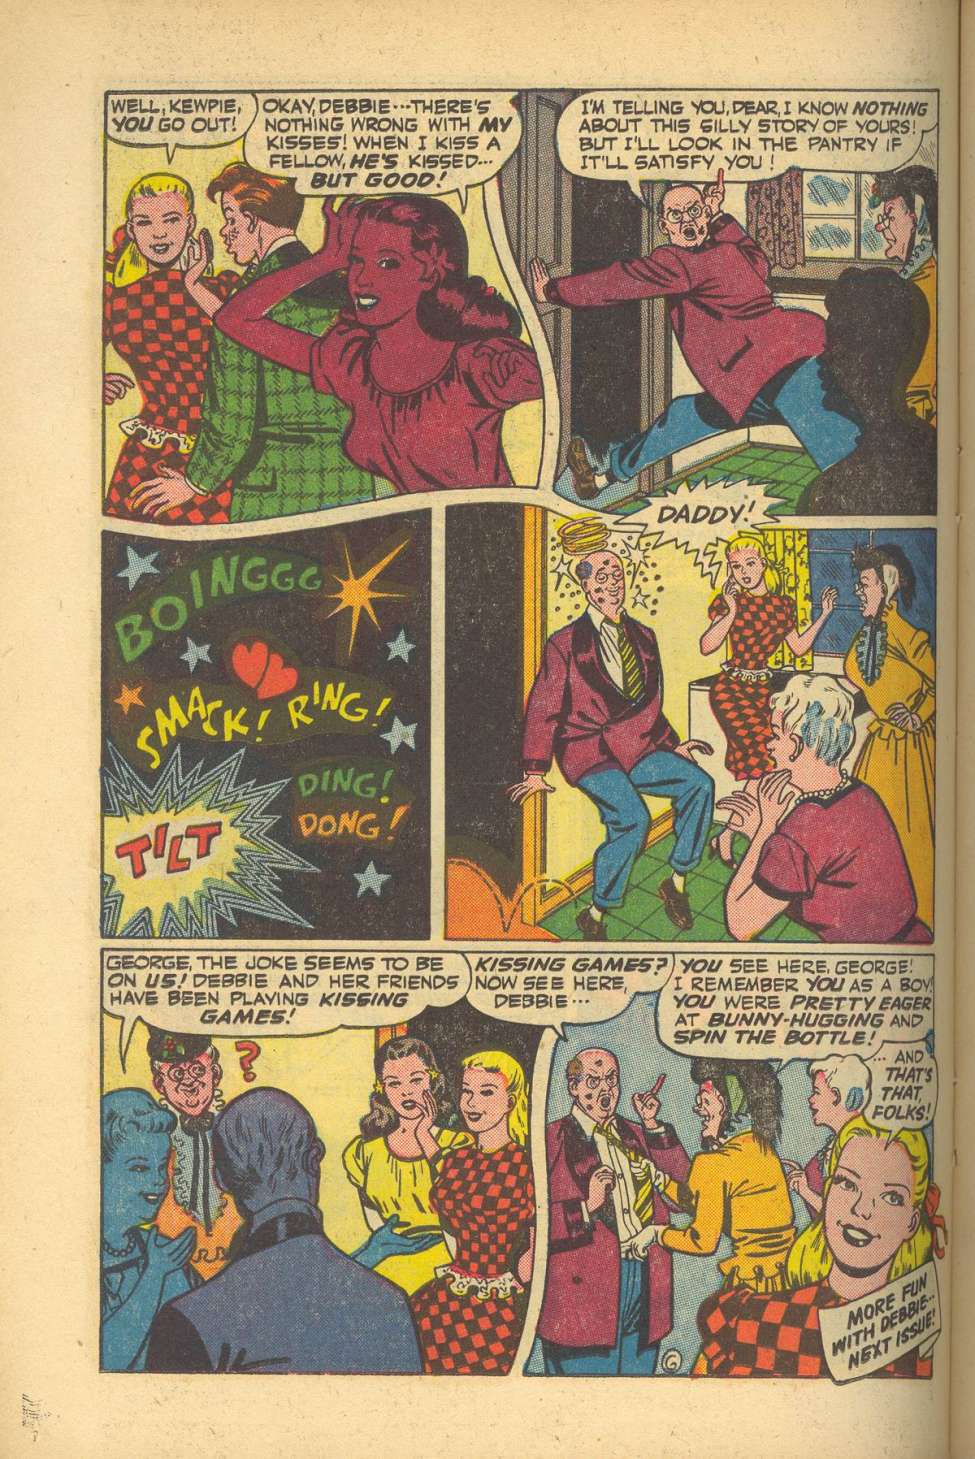 WELL, KEWPIE,
YOU GO OUT!
OKAY, DEBBIE...THERE'S
NOTHING WRONG WITH MY
KISSES! WHEN I KISS A
FELLOW, HE'S KISSED...
BUT GOOD!
I'M TELLING YOU, DEAR, I KNOW NOTHING
ABOUT THIS SILLY STORY OF YOURS!
BUT I'LL LOOK IN THE PANTRY IF
IT'LL SATISFY YOU!
BOINGGG
SMACK! RING!
DING!
DONG!
TILT
DADDY!
GEORGE, THE JOKE SEEMS TO BE
ON US! DEBBIE AND HER FRIENDS
HAVE BEEN PLAYING KISSING
GAMES!
?
KISSING GAMES?
NOW SEE HERE,
DEBBIE...
YOU SEE HERE, GEORGE!
I REMEMBER YOU AS A BOY!
YOU WERE PRETTY EAGER
AT BUNNY-HUGGING AND
SPIN THE BOTTLE!
... AND
THAT'S
THAT,
FOLKS!
MORE FUN
WITH DEBBIE...
NEXT ISSUE!
G